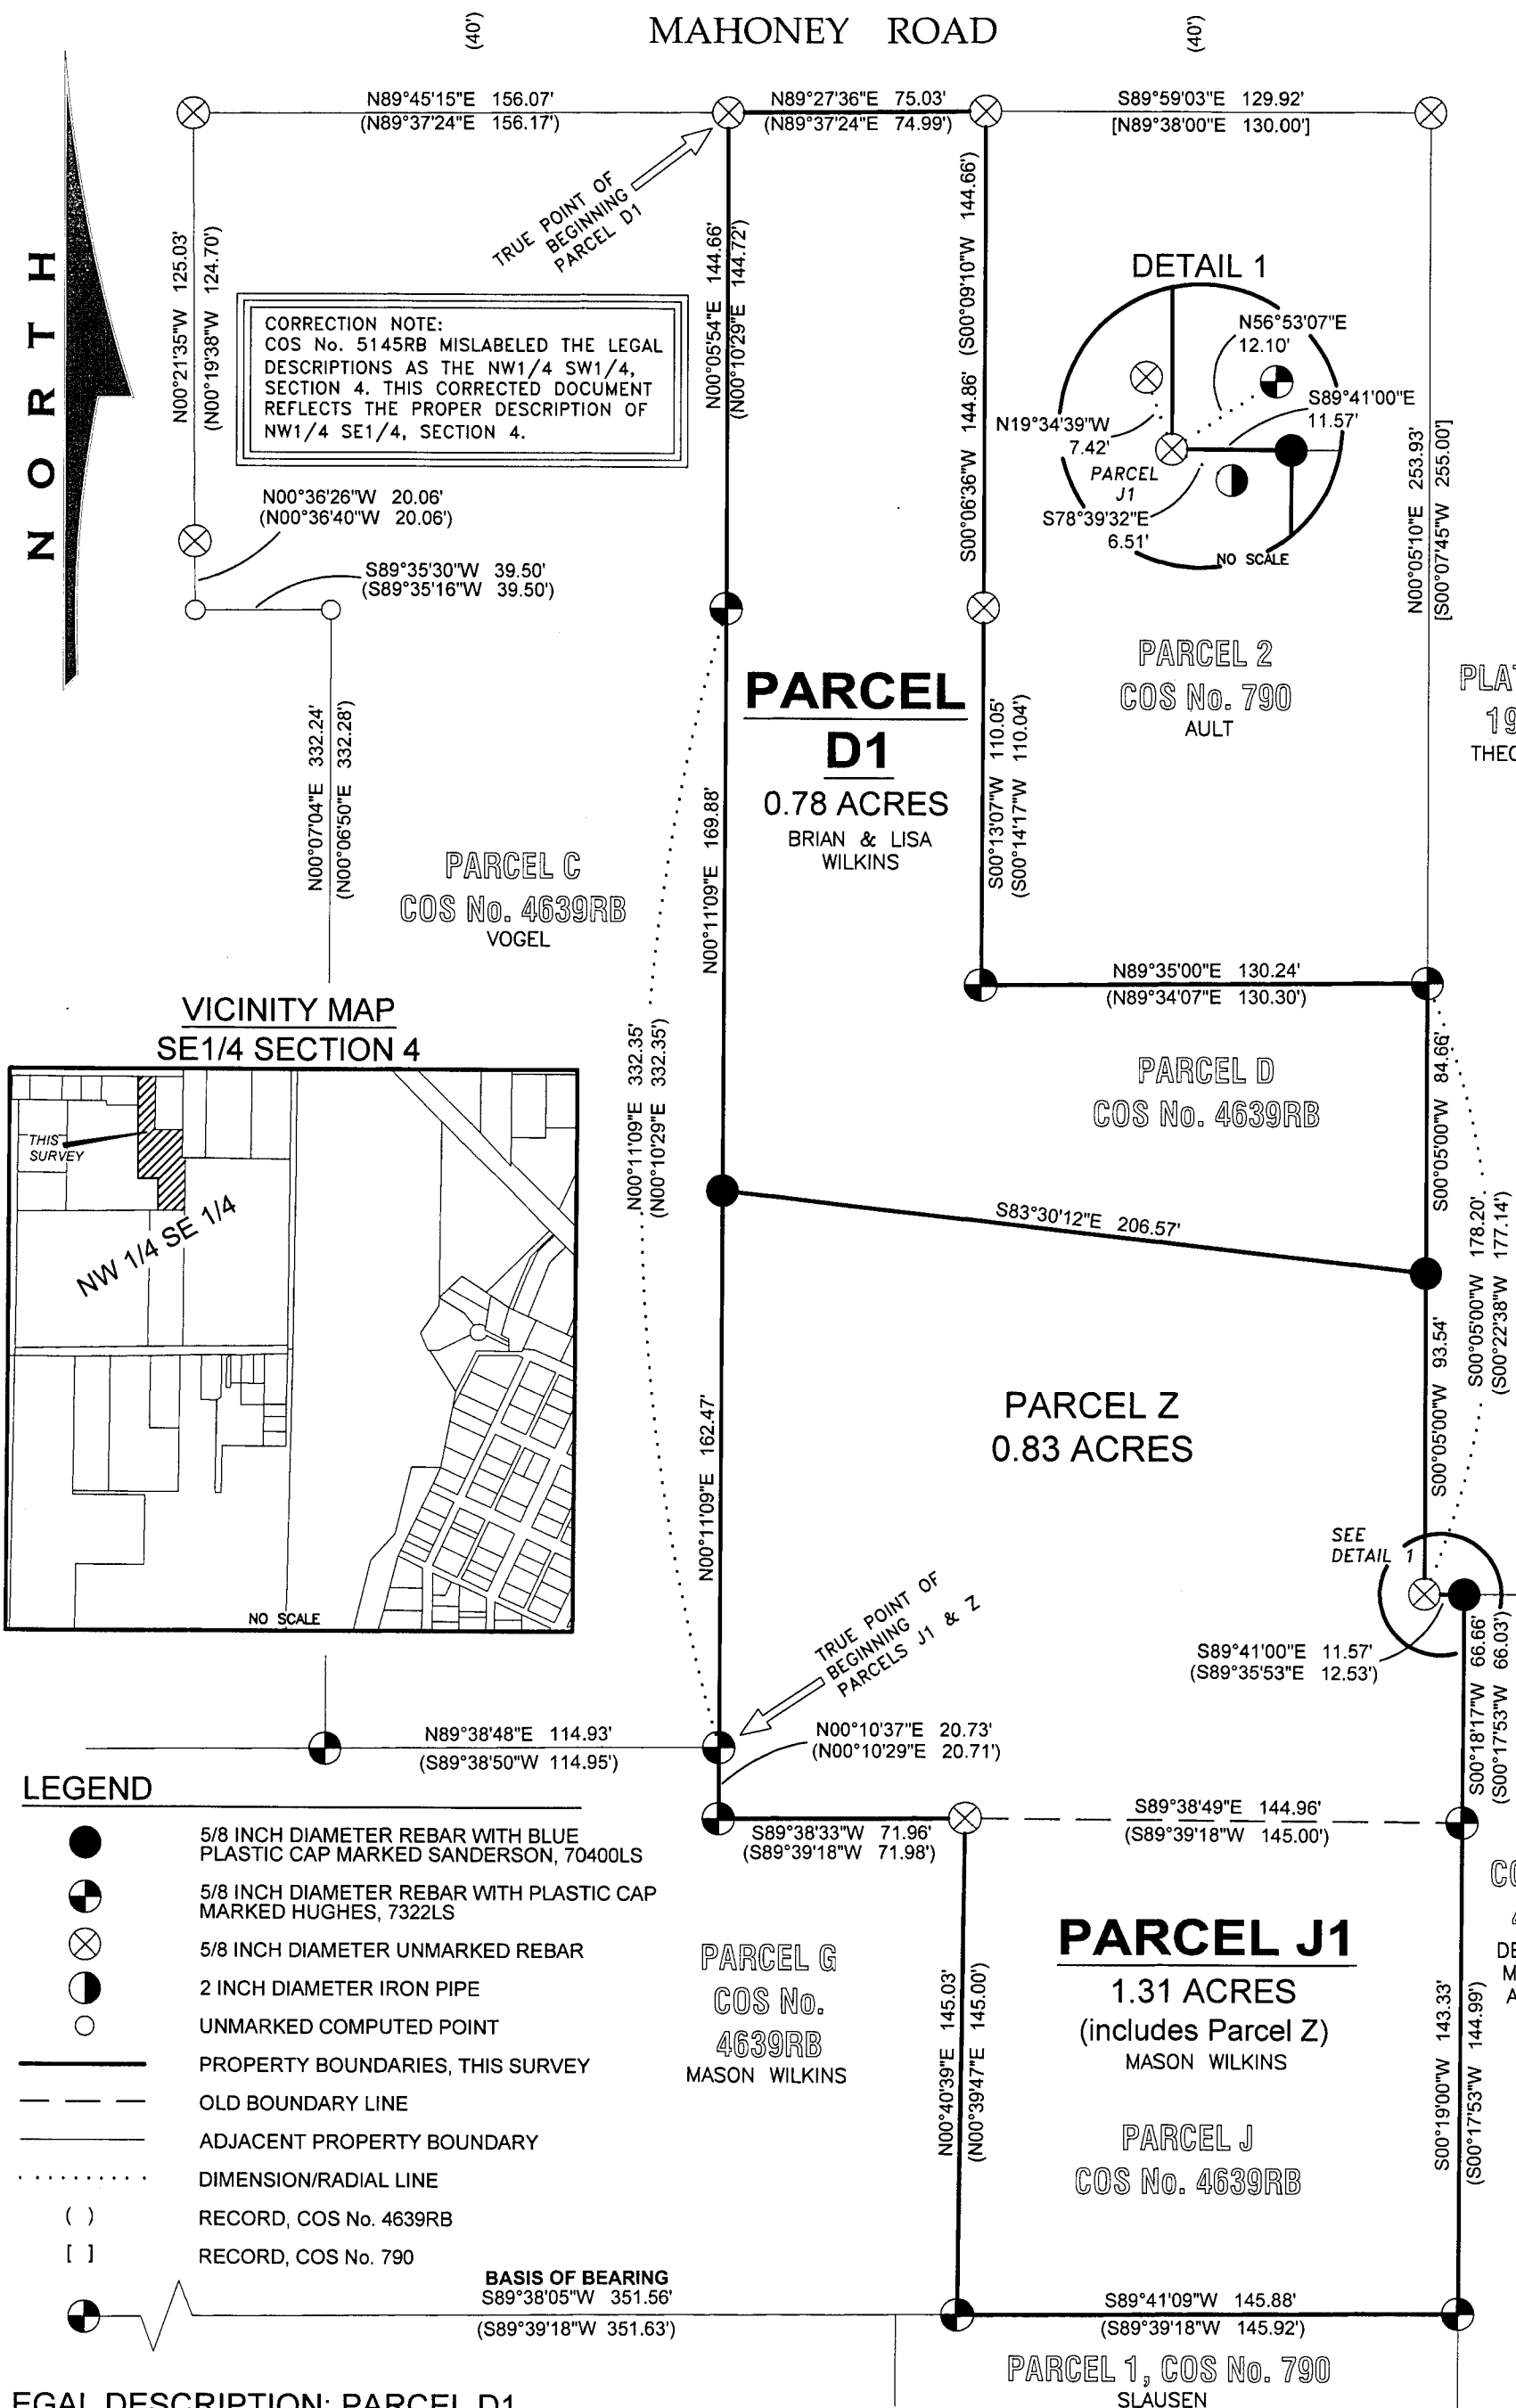 (40')
MAHONEY ROAD
(40')
N89°45'15"E 156.07'
(N89°37'24"E 156.17')
N89°27'36"E 75.03'
(N89°37'24"E 74.99')
S89°59'03"E 129.92'
[N89°38'00"E 130.00']
NORTH
TRUE POINT OF
BEGINNING
PARCEL D1
N00°21'35"W 125.03'
(N00°19'38"W 124.70')
CORRECTION NOTE:
COS No. 5145RB MISLABELED THE LEGAL
DESCRIPTIONS AS THE NW1/4 SW1/4,
SECTION 4. THIS CORRECTED DOCUMENT
REFLECTS THE PROPER DESCRIPTION OF
NW1/4 SE1/4, SECTION 4.
N00°05'54"E 144.66'
(N00°10'29"E 144.72')
S00°06'36"W 144.86' (S00°09'10"W 144.66')
DETAIL 1
N56°53'07"E
12.10'
S89°41'00"E
11.57'
N19°34'39"W
7.42'
PARCEL
J1
S78°39'32"E
6.51'
NO SCALE
N00°05'10"E 253.93'
[S00°07'45"W 255.00']
N00°36'26"W 20.06'
(N00°36'40"W 20.06')
S89°35'30"W 39.50'
(S89°35'16"W 39.50')
N00°07'04"E 332.24'
(N00°06'50"E 332.28')
PARCEL
D1
0.78 ACRES
BRIAN & LISA
WILKINS
PARCEL 2
COS No. 790
AULT
S00°13'07"W 110.05'
(S00°14'17"W 110.04')
PARCEL C
COS No. 4639RB
VOGEL
N00°11'09"E 169.88'
N89°35'00"E 130.24'
(N89°34'07"E 130.30')
VICINITY MAP
SE1/4 SECTION 4
THIS
SURVEY
NW 1/4 SE 1/4
NO SCALE
N00°11'09"E 332.35'
(N00°10'29"E 332.35')
PARCEL D
COS No. 4639RB
S00°05'00"W 84.66'
S83°30'12"E 206.57'
S00°05'00"W 178.20'
(S00°22'38"W 177.14')
S00°05'00"W 93.54'
PARCEL Z
0.83 ACRES
N00°11'09"E 162.47'
SEE
DETAIL 1
TRUE POINT OF
BEGINNING
PARCELS J1 & Z
S89°41'00"E 11.57'
(S89°35'53"E 12.53')
S00°18'17"W 66.66'
(S00°17'53"W 66.03')
N89°38'48"E 114.93'
(S89°38'50"W 114.95')
N00°10'37"E 20.73'
(N00°10'29"E 20.71')
S89°38'33"W 71.96'
(S89°39'18"W 71.98')
S89°38'49"E 144.96'
(S89°39'18"W 145.00')
LEGEND
5/8 INCH DIAMETER REBAR WITH BLUE
PLASTIC CAP MARKED SANDERSON, 70400LS
5/8 INCH DIAMETER REBAR WITH PLASTIC CAP
MARKED HUGHES, 7322LS
5/8 INCH DIAMETER UNMARKED REBAR
2 INCH DIAMETER IRON PIPE
UNMARKED COMPUTED POINT
PROPERTY BOUNDARIES, THIS SURVEY
OLD BOUNDARY LINE
ADJACENT PROPERTY BOUNDARY
DIMENSION/RADIAL LINE
( ) RECORD, COS No. 4639RB
[ ] RECORD, COS No. 790
PARCEL G
COS No.
4639RB
MASON WILKINS
N00°40'39"E 145.03'
(N00°39'47"E 145.00')
PARCEL J1
1.31 ACRES
(includes Parcel Z)
MASON WILKINS
PARCEL J
COS No. 4639RB
S00°19'00"W 143.33'
(S00°17'53"W 144.99')
BASIS OF BEARING
S89°38'05"W 351.56'
(S89°39'18"W 351.63')
S89°41'09"W 145.88'
(S89°39'18"W 145.92')
PARCEL 1, COS No. 790
SLAUSEN
EGAL DESCRIPTION: PARCEL D1